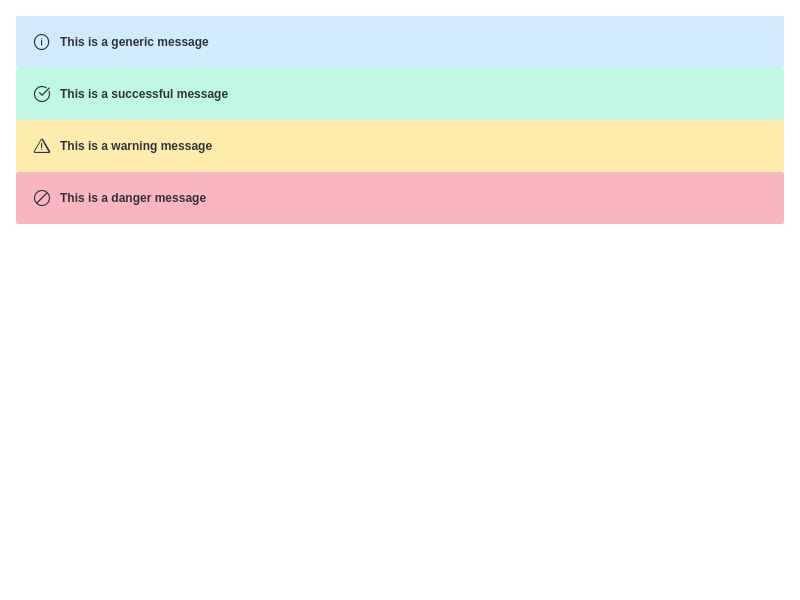 This is a generic message
This is a successful message
This is a warning message
This is a danger message